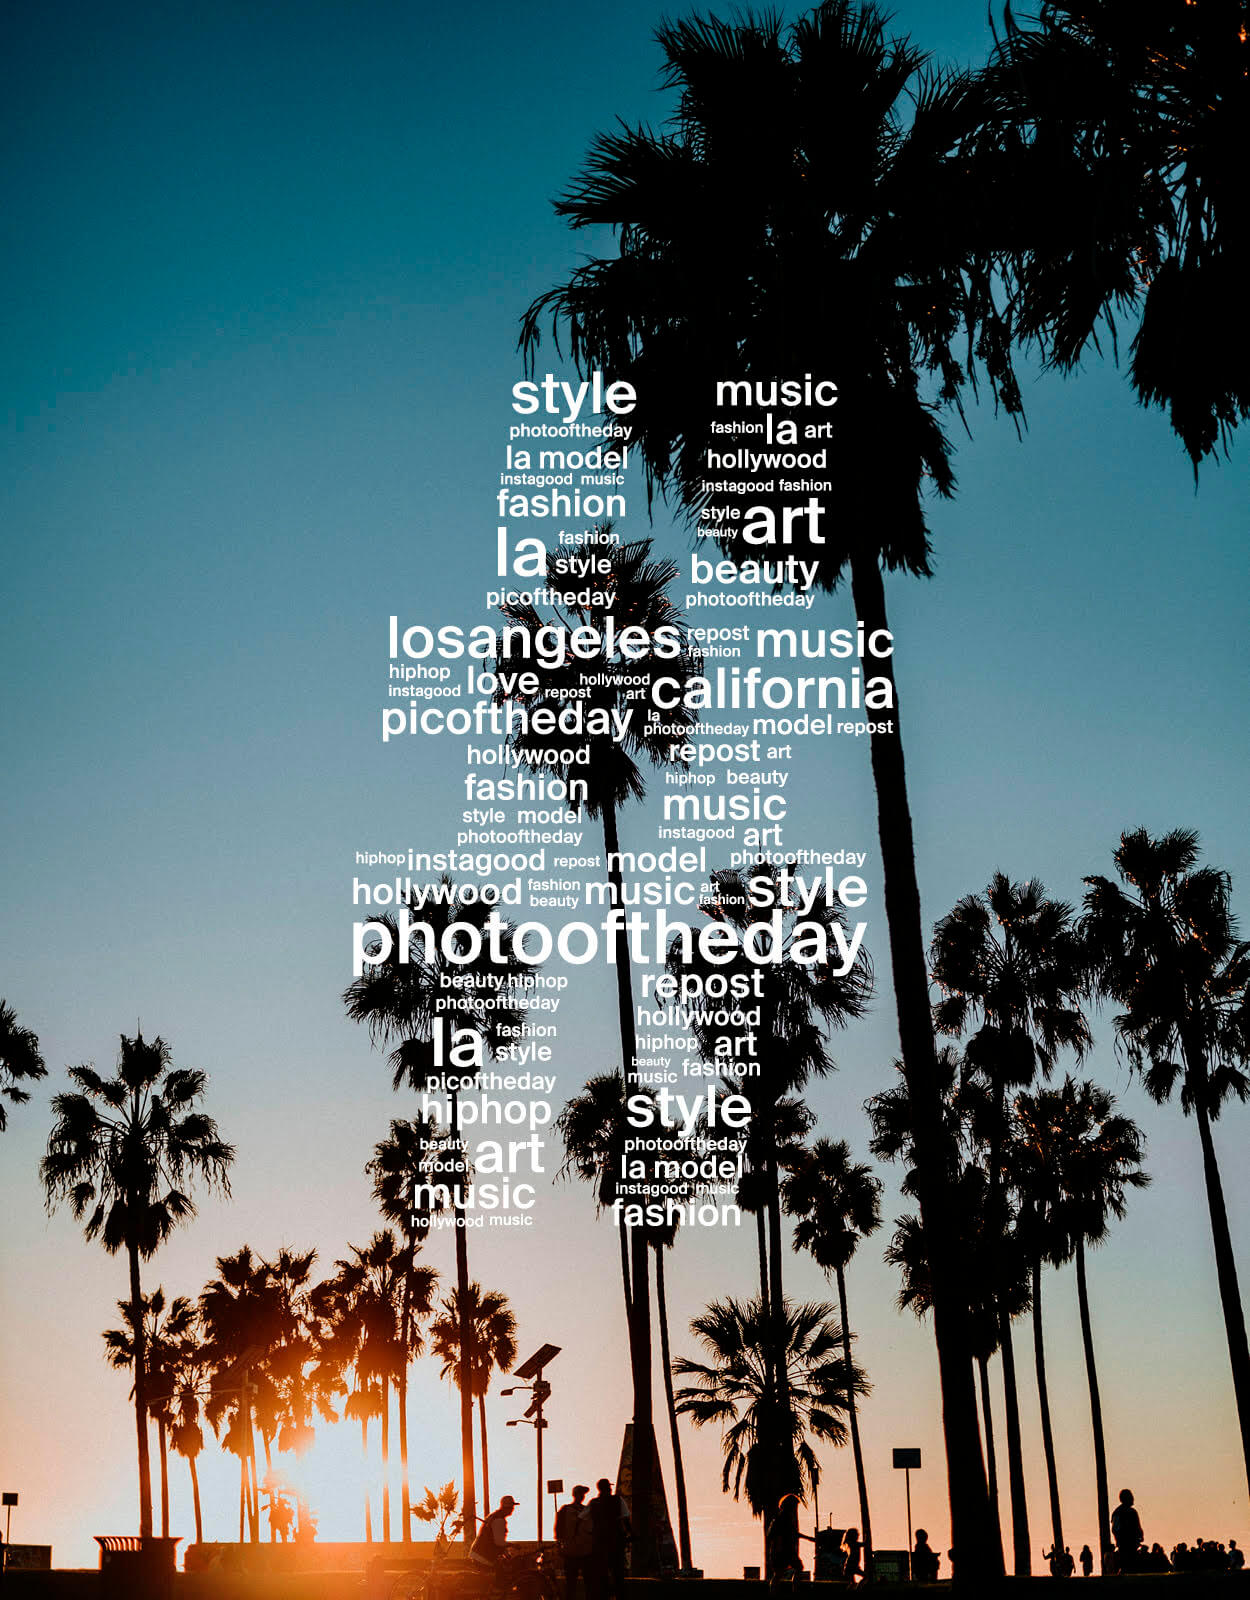 style music
photooftheday fashion la art
la model hollywood
instagood music instagood fashion
fashion style art
beauty
la fashion beauty
style
picoftheday photooftheday
losangeles repost music
fashion
hiphop love hollywood california
instagood repost art
picoftheday la model repost
photooftheday
hollywood repost art
fashion hiphop beauty
music
style model instagood art
photooftheday
hiphop instagood repost model photooftheday
hollywood fashion music art style
beauty fashion
photooftheday
beauty hiphop repost
photooftheday hollywood
la fashion hiphop art
style beauty fashion
music
picoftheday style
hiphop
beauty art photooftheday
model la model
music instagood music
hollywood music fashion